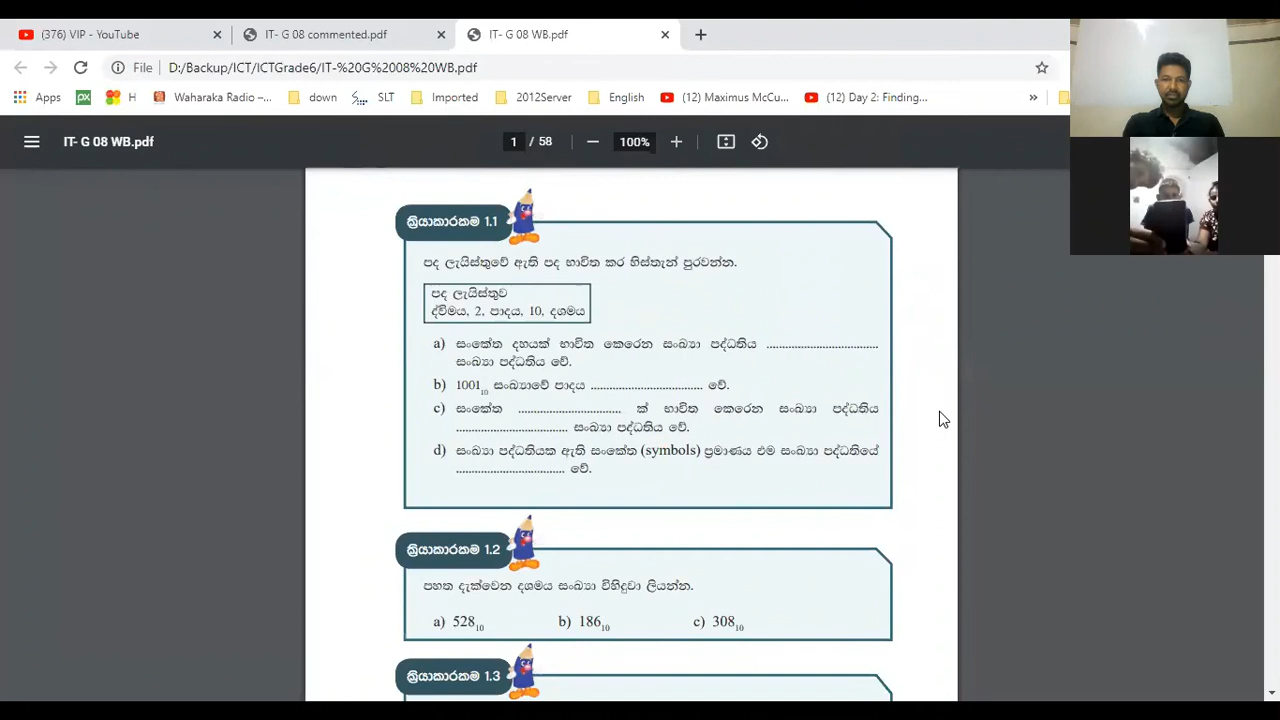 (376) VIP - YouTube
IT- G 08 commented.pdf
IT- G 08 WB.pdf
File
D:/Backup/ICT/ICTGrade6/IT-%20G%2008%20WB.pdf
Apps
px
H
Waharaka Radio –...
down
SLT
Imported
2012Server
English
(12) Maximus McCu...
(12) Day 2: Finding...
»
IT- G 08 WB.pdf
1 / 58
100%
ක්‍රියාකාරකම 1.1
පද ලැයිස්තුවේ ඇති පද භාවිත කර හිස්තැන් පුරවන්න.
පද ලැයිස්තුව
ද්විමය, 2, පාදය, 10, දශමය
a) සංකේත දහයක් භාවිත කෙරෙන සංඛ්‍යා පද්ධතිය ....................................
සංඛ්‍යා පද්ධතිය වේ.
b) 1001₁₀ සංඛ්‍යාවේ පාදය .................................... වේ.
c) සංකේත ................................. ක් භාවිත කෙරෙන සංඛ්‍යා පද්ධතිය
.................................... සංඛ්‍යා පද්ධතිය වේ.
d) සංඛ්‍යා පද්ධතියක ඇති සංකේත (symbols) ප්‍රමාණය එම සංඛ්‍යා පද්ධතියේ
................................... වේ.
ක්‍රියාකාරකම 1.2
පහත දැක්වෙන දශමය සංඛ්‍යා විහිදුවා ලියන්න.
a) 528₁₀ b) 186₁₀ c) 308₁₀
ක්‍රියාකාරකම 1.3